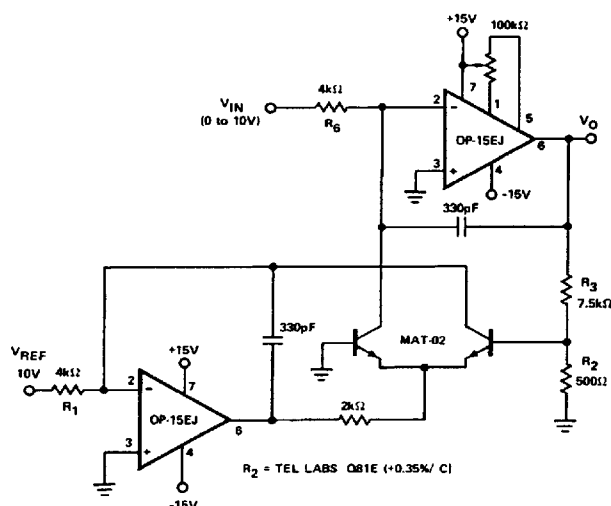 +15V
100kΩ
7
1
5
VIN
(0 to 10V)
4kΩ
R6
2
−
OP-15EJ
3
+
4
-15V
6
VO
330pF
R3
7.5kΩ
330pF
MAT-02
R2
500Ω
VREF
10V
4kΩ
R1
+15V
7
2
−
OP-15EJ
6
3
+
4
-15V
2kΩ
R2 = TEL LABS Q81E (+0.35%/ C)